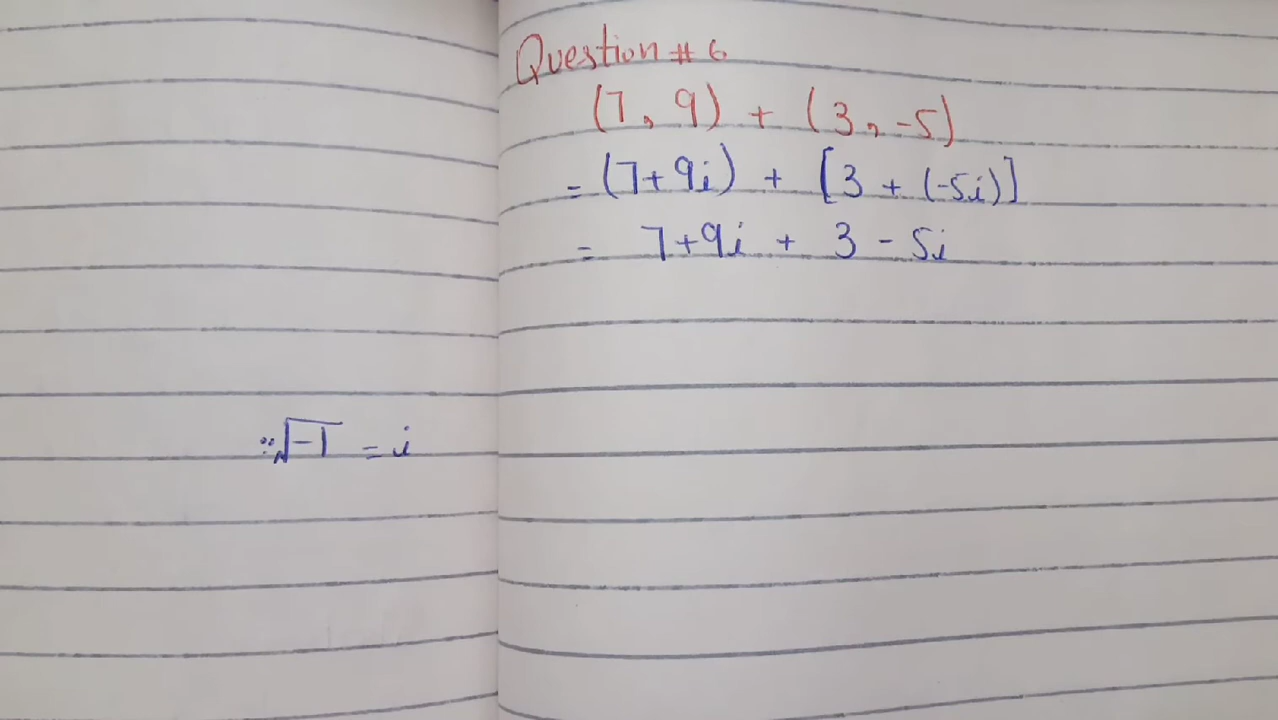 Question # 6
(7, 9) + (3, -5)
= (7+9i) + [3 + (-5i)]
= 7+9i + 3 - 5i
∵ √-1 = i